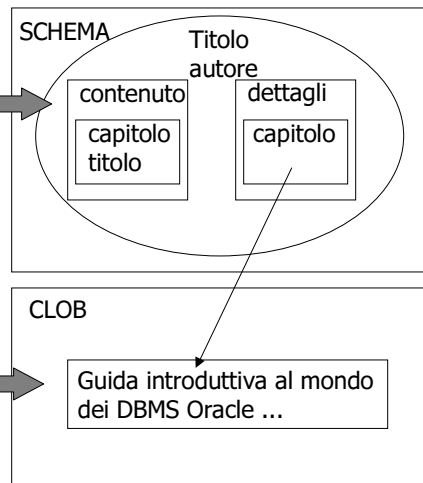 SCHEMA
Titolo
autore
contenuto
capitolo
titolo
dettagli
capitolo
CLOB
Guida introduttiva al mondo
dei DBMS Oracle ...